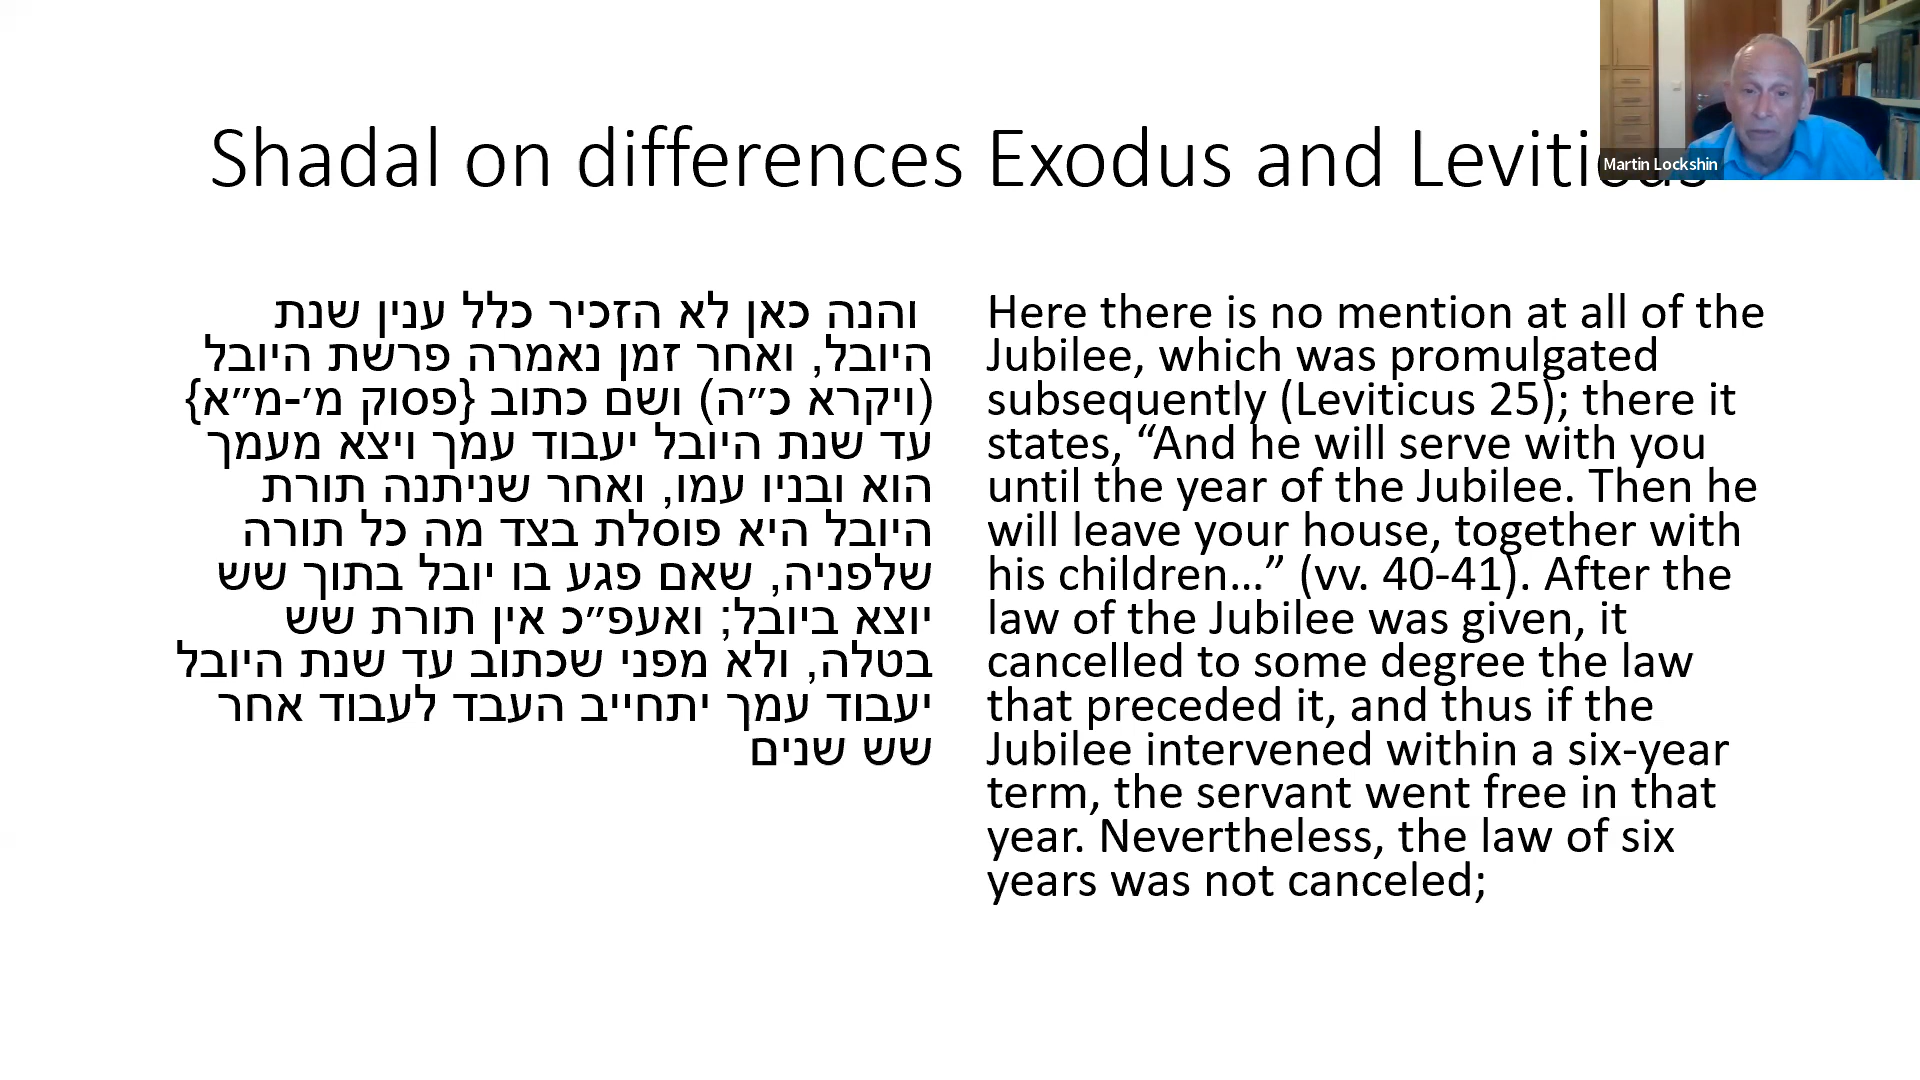 Shadal on differences Exodus and Leviticus
Martin Lockshin
והנה כאן לא הזכיר כלל ענין שנת
היובל, ואחר זמן נאמרה פרשת היובל
(ויקרא כ״ה) ושם כתוב {פסוק מ׳-מ״א}
עד שנת היובל יעבוד עמך ויצא מעמך
הוא ובניו עמו, ואחר שניתנה תורת
היובל היא פוסלת בצד מה כל תורה
שלפניה, שאם פגע בו יובל בתוך שש
יוצא ביובל; ואעפ״כ אין תורת שש
בטלה, ולא מפני שכתוב עד שנת היובל
יעבוד עמך יתחייב העבד לעבוד אחר
שש שנים
Here there is no mention at all of the
Jubilee, which was promulgated
subsequently (Leviticus 25); there it
states, “And he will serve with you
until the year of the Jubilee. Then he
will leave your house, together with
his children…” (vv. 40-41). After the
law of the Jubilee was given, it
cancelled to some degree the law
that preceded it, and thus if the
Jubilee intervened within a six-year
term, the servant went free in that
year. Nevertheless, the law of six
years was not canceled;